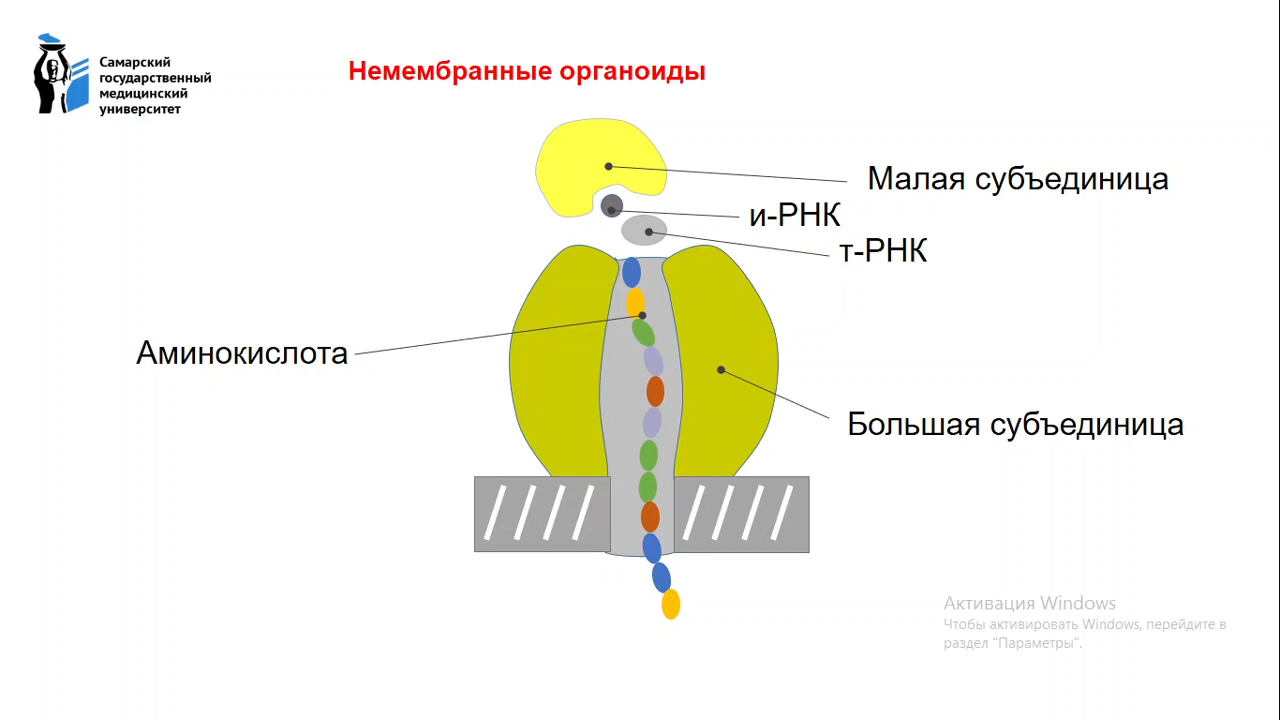 Самарский
государственный
медицинский
университет
Немембранные органоиды
Малая субъединица
и-РНК
т-РНК
Аминокислота
Большая субъединица
Активация Windows
Чтобы активировать Windows, перейдите в
раздел "Параметры".